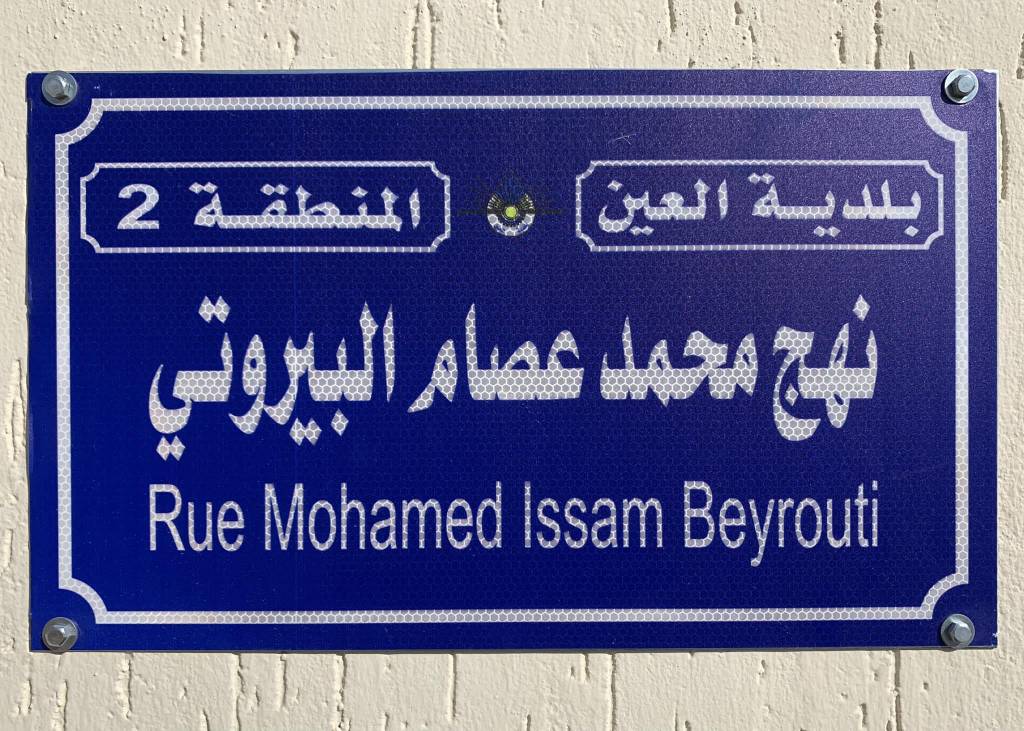 بلدية العين
المنطقة 2
نهج محمد عصام البيروتي
Rue Mohamed Issam Beyrouti